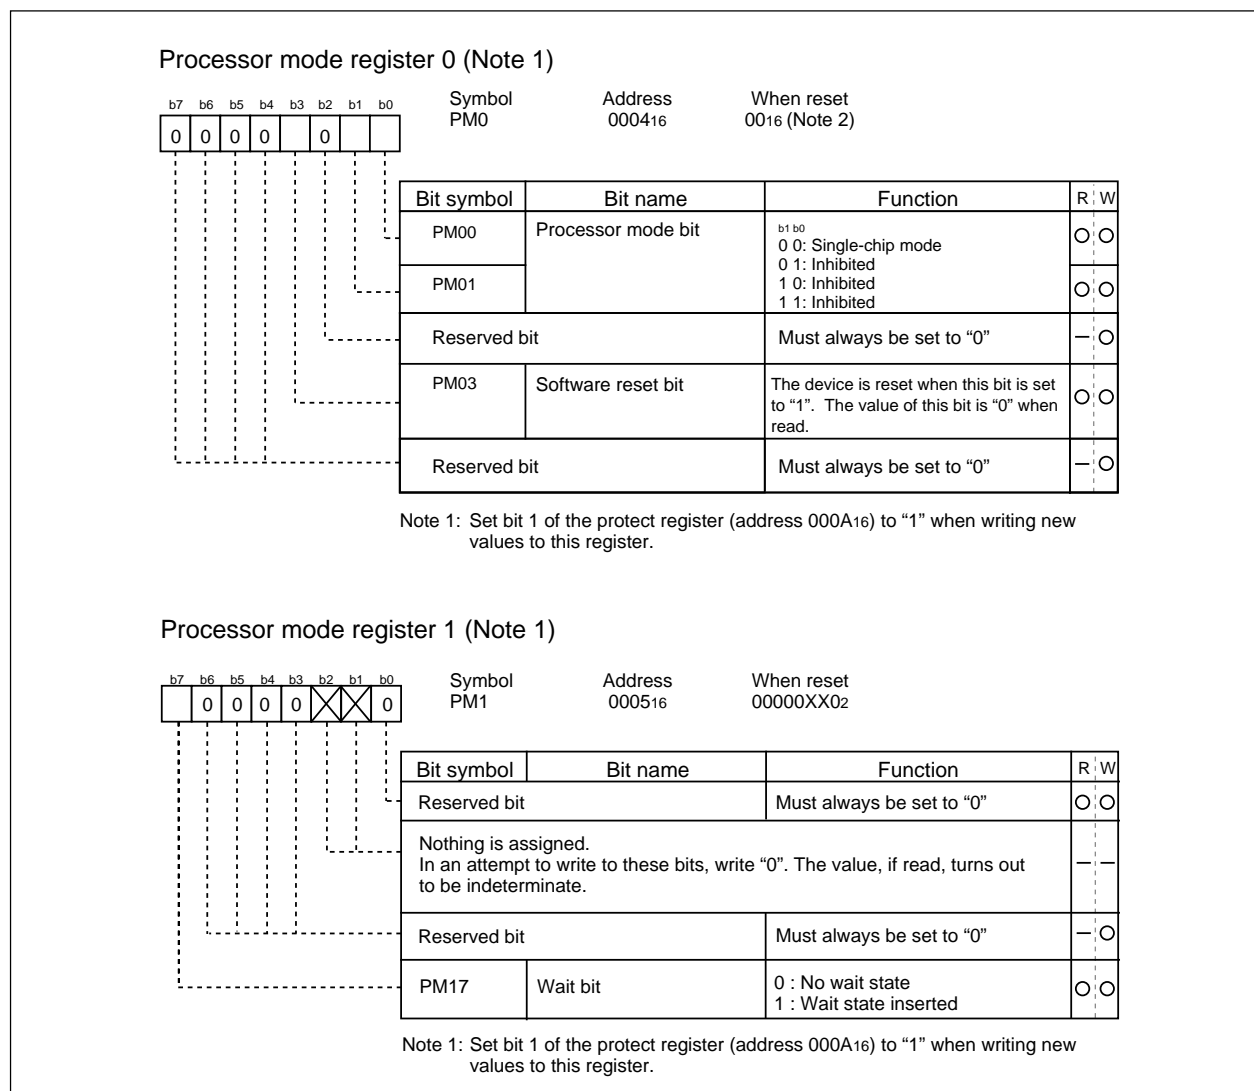 Processor mode register 0 (Note 1)
b7 b6 b5 b4 b3 b2 b1 b0
0 0 0 0 0
Symbol Address When reset
PM0 000416 0016 (Note 2)
Bit symbol Bit name Function R W
PM00 Processor mode bit
b1 b0
0 0: Single-chip mode
0 1: Inhibited
PM01
1 0: Inhibited
1 1: Inhibited
Reserved bit Must always be set to “0”
PM03 Software reset bit The device is reset when this bit is set
to “1”. The value of this bit is “0” when
read.
Reserved bit Must always be set to “0”
Note 1: Set bit 1 of the protect register (address 000A16) to “1” when writing new
values to this register.
Processor mode register 1 (Note 1)
b7 b6 b5 b4 b3 b2 b1 b0
0 0 0 0 0
Symbol Address When reset
PM1 000516 00000XX02
Bit symbol Bit name Function R W
Reserved bit Must always be set to “0”
Nothing is assigned.
In an attempt to write to these bits, write “0”. The value, if read, turns out
to be indeterminate.
Reserved bit Must always be set to “0”
PM17 Wait bit 0 : No wait state
1 : Wait state inserted
Note 1: Set bit 1 of the protect register (address 000A16) to “1” when writing new
values to this register.